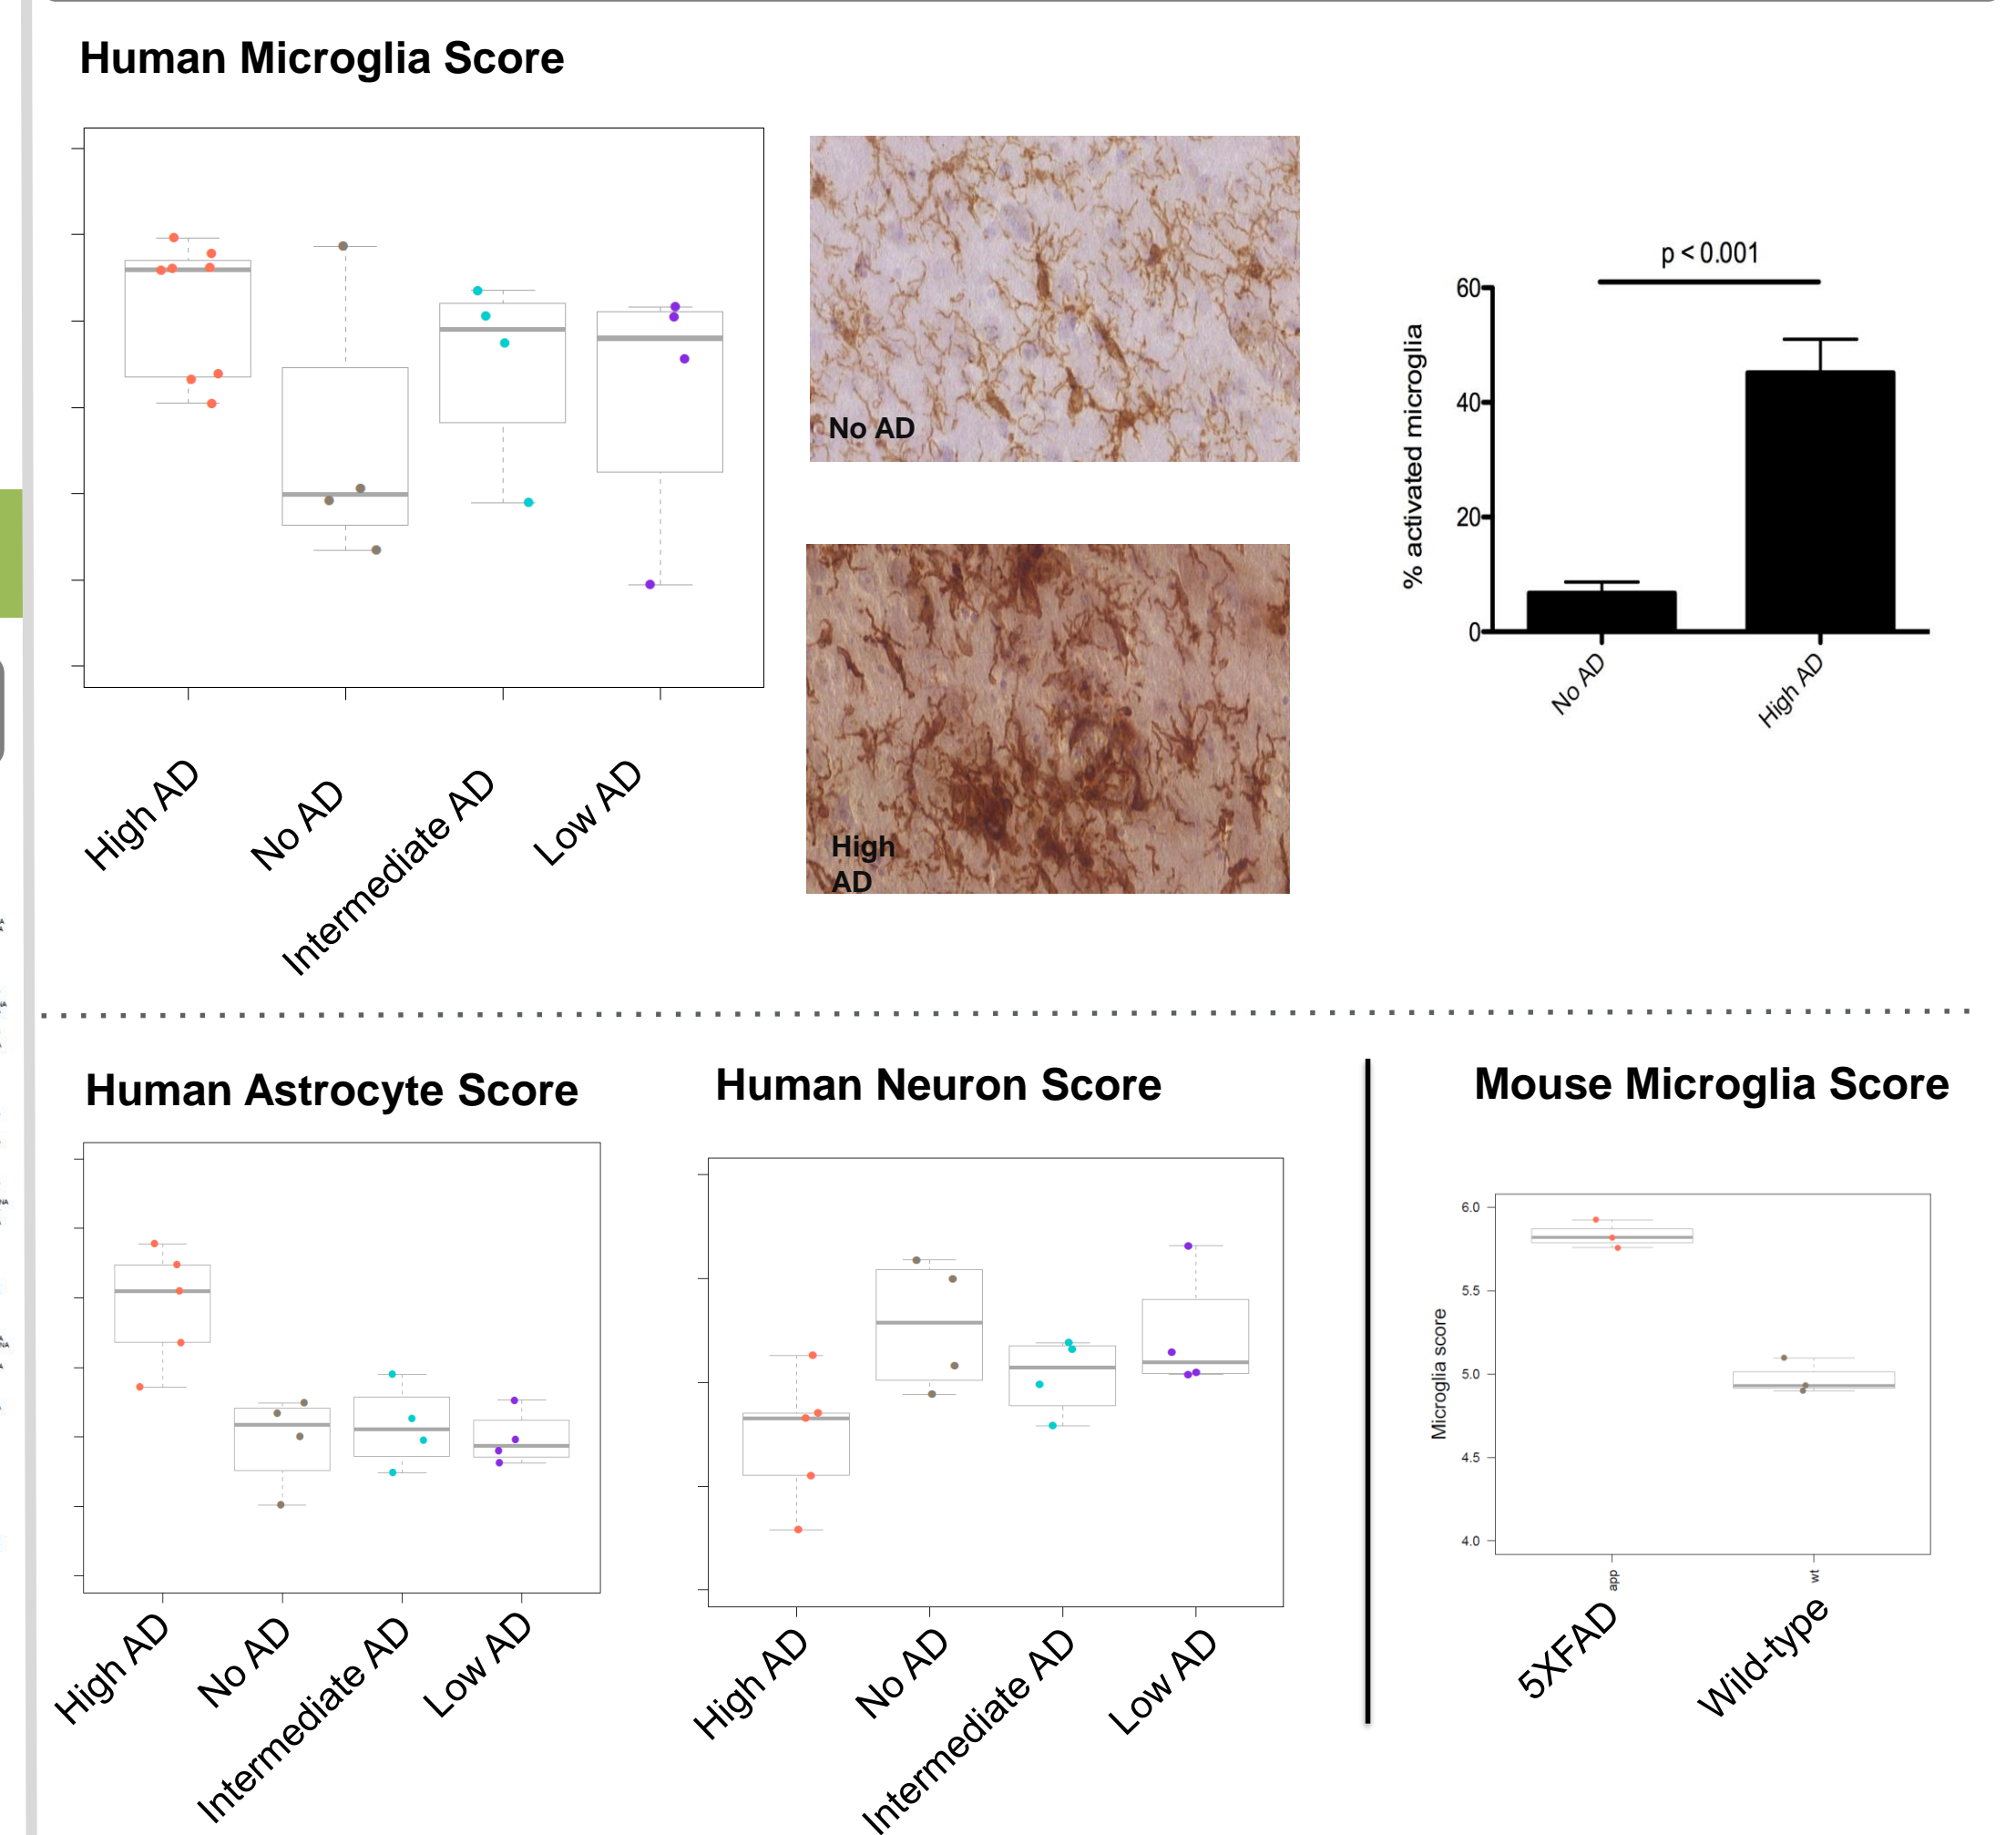 Human Microglia Score
High AD
No AD
Intermediate AD
Low AD
No AD
High
AD
p < 0.001
% activated microglia
60
40
20
0
No AD
High AD
Human Astrocyte Score
High AD
No AD
Intermediate AD
Low AD
Human Neuron Score
High AD
No AD
Intermediate AD
Low AD
Mouse Microglia Score
Microglia score
6.0
5.5
5.0
4.5
4.0
app
wt
5XFAD
Wild-type